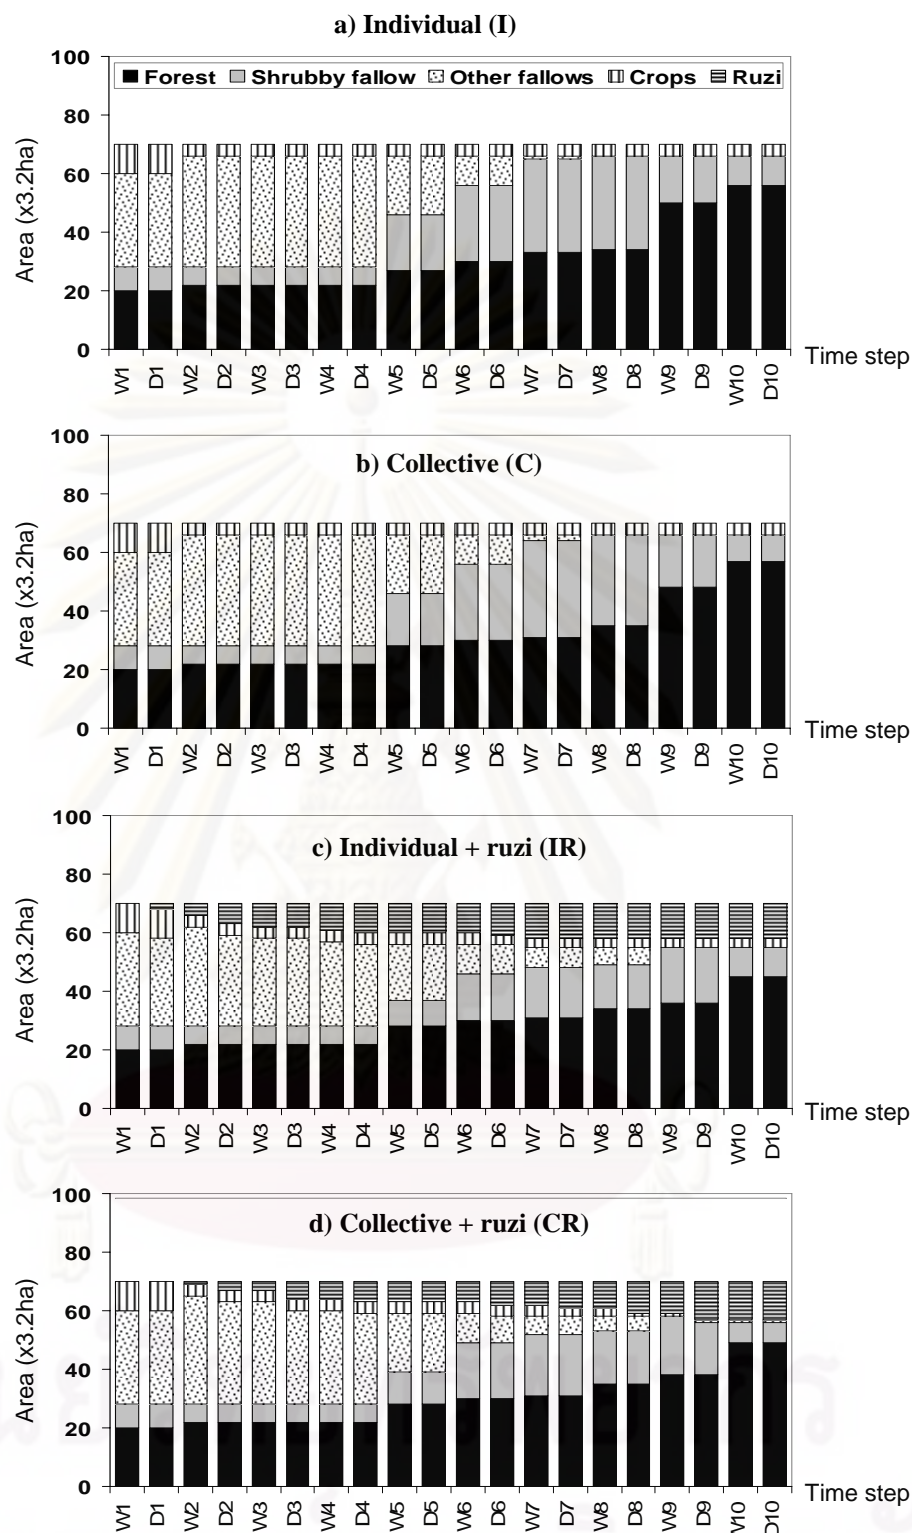 a) Individual (I)
100
80
60
40
20
0
Area (x3.2ha)
Forest Shrubby fallow Other fallows Crops Ruzi
W1 D1 W2 D2 W3 D3 W4 D4 W5 D5 W6 D6 W7 D7 W8 D8 W9 D9 W10 D10
Time step
b) Collective (C)
100
80
60
40
20
0
Area (x3.2ha)
W1 D1 W2 D2 W3 D3 W4 D4 W5 D5 W6 D6 W7 D7 W8 D8 W9 D9 W10 D10
Time step
c) Individual + ruzi (IR)
100
80
60
40
20
0
Area (x3.2ha)
W1 D1 W2 D2 W3 D3 W4 D4 W5 D5 W6 D6 W7 D7 W8 D8 W9 D9 W10 D10
Time step
d) Collective + ruzi (CR)
100
80
60
40
20
0
Area (x3.2ha)
W1 D1 W2 D2 W3 D3 W4 D4 W5 D5 W6 D6 W7 D7 W8 D8 W9 D9 W10 D10
Time step